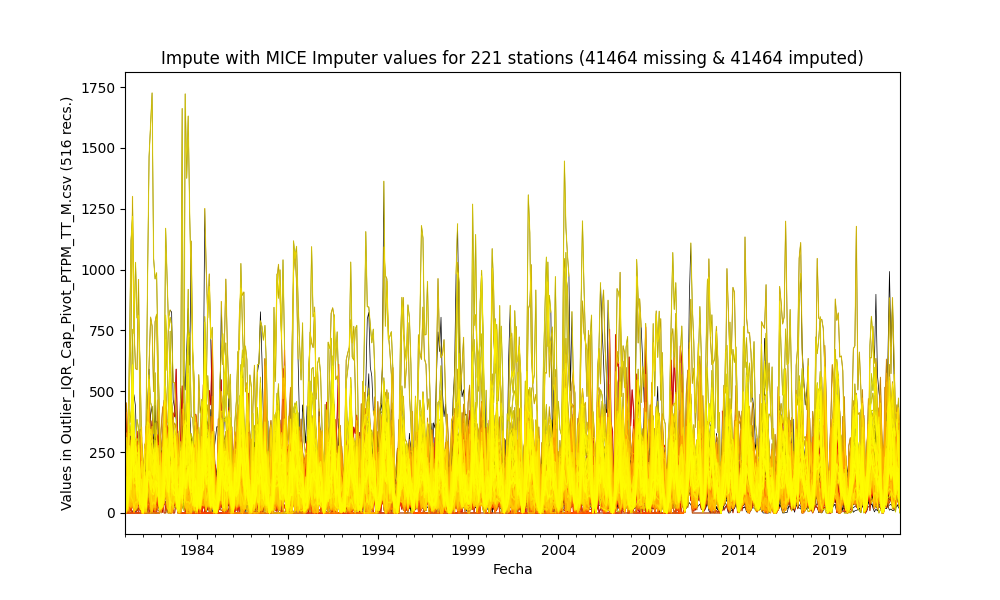 Impute with MICE Imputer values for 221 stations (41464 missing & 41464 imputed)
Values in Outlier_IQR_Cap_Pivot_PTPM_TT_M.csv (516 recs.)
1750
1500
1250
1000
750
500
250
0
1984 1989 1994 1999 2004 2009 2014 2019
Fecha